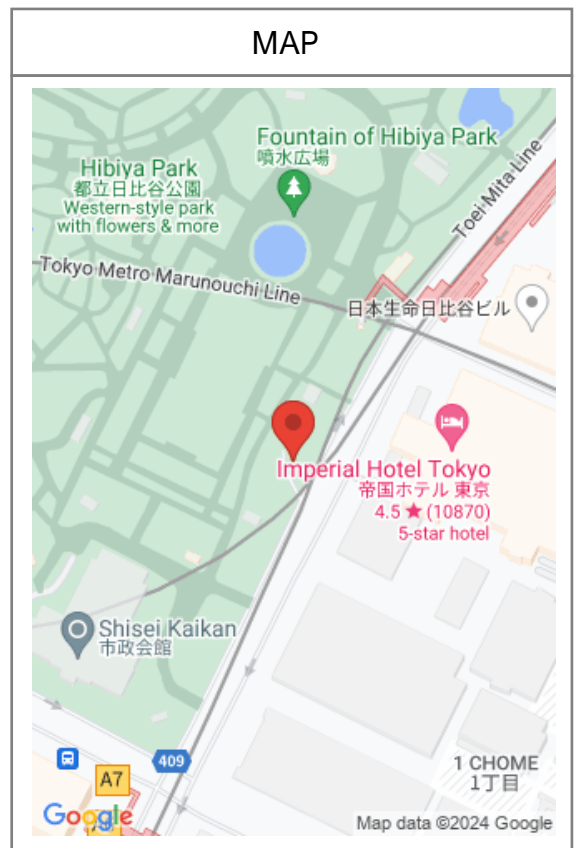 MAP
Fountain of Hibiya Park
噴水広場
Hibiya Park
都立日比谷公園
Western-style park
with flowers & more
Toei Mita Line
Tokyo Metro Marunouchi Line
日本生命日比谷ビル
Imperial Hotel Tokyo
帝国ホテル 東京
4.5 ★ (10870)
5-star hotel
Shisei Kaikan
市政会館
409
A7
1 CHOME
1丁目
Google
Map data ©2024 Google